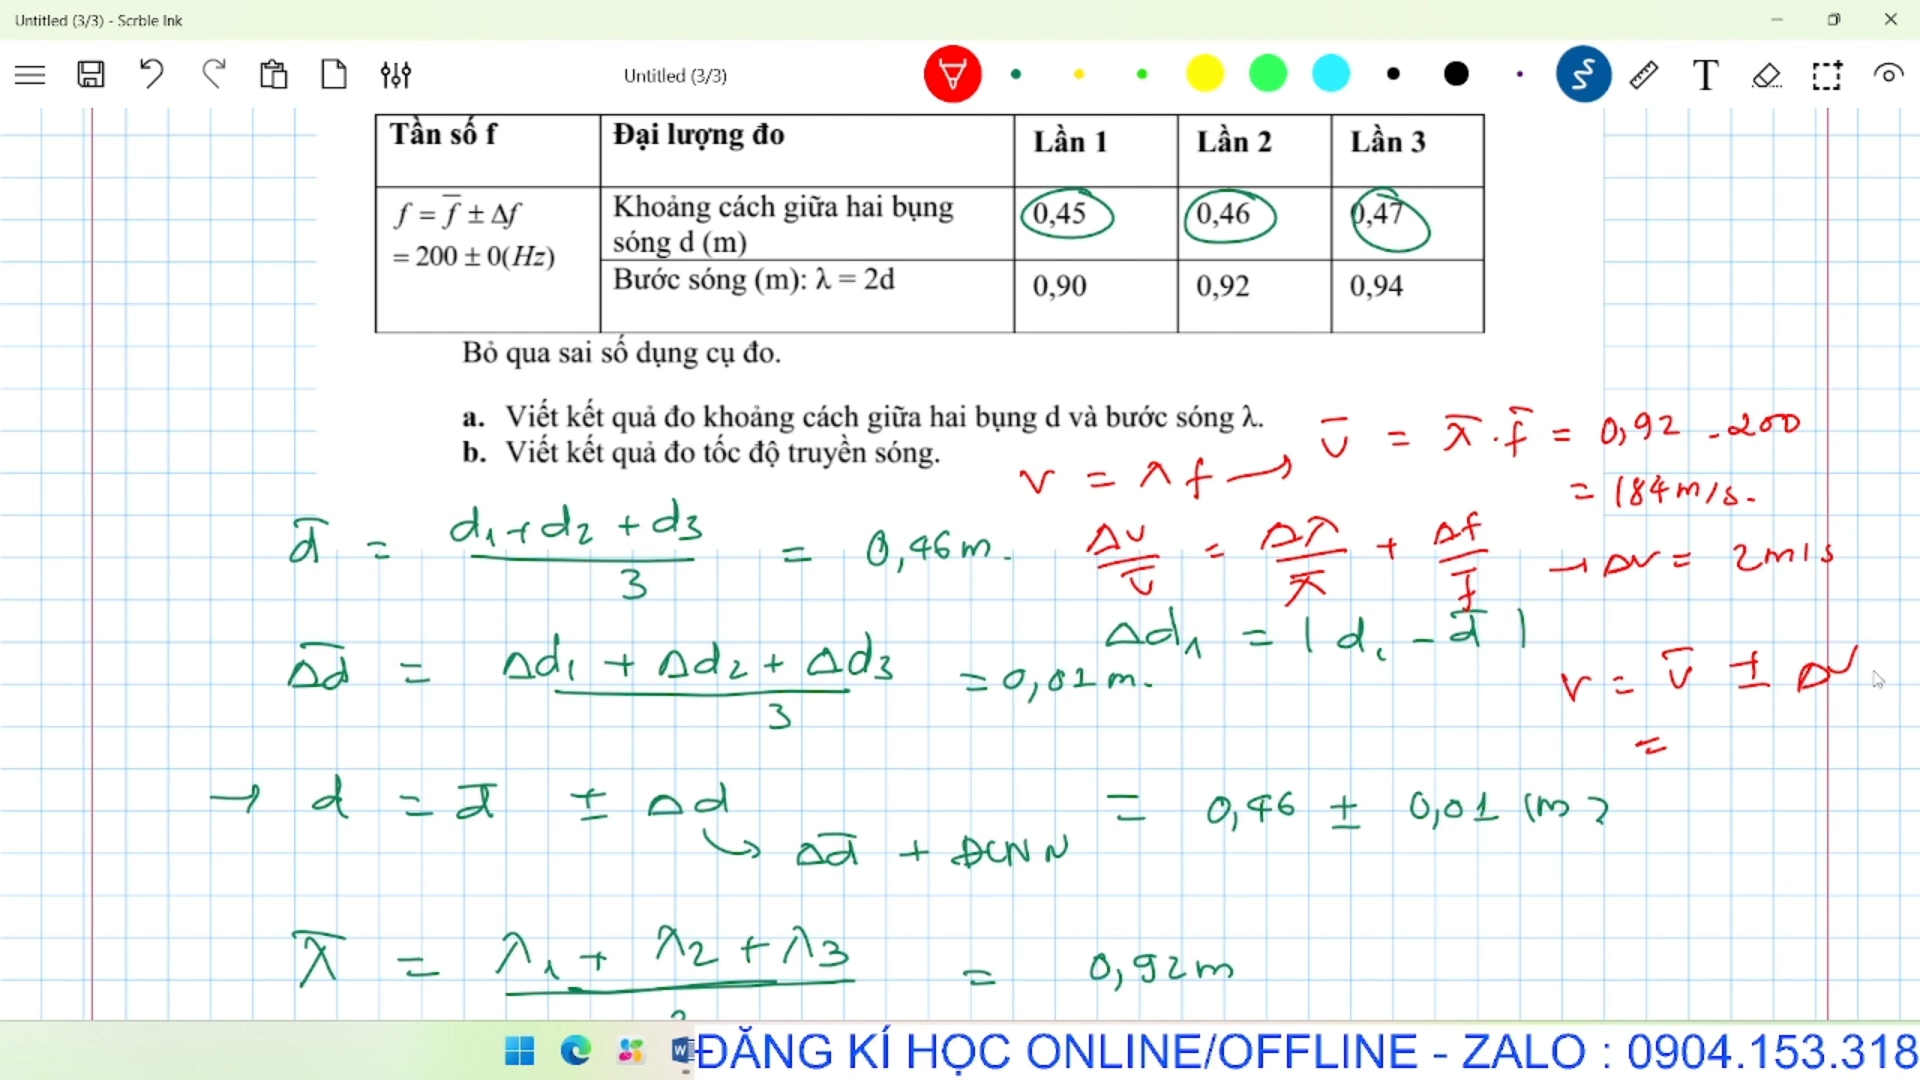 Untitled (3/3) - Scrble Ink
Untitled (3/3)
T
Tần số f Đại lượng đo Lần 1 Lần 2 Lần 3
f = f̅ ± Δf
= 200 ± 0(Hz)
Khoảng cách giữa hai bụng
sóng d (m)
0,45 0,46 0,47
Bước sóng (m): λ = 2d 0,90 0,92 0,94
Bỏ qua sai số dụng cụ đo.
a. Viết kết quả đo khoảng cách giữa hai bụng d và bước sóng λ.
b. Viết kết quả đo tốc độ truyền sóng.
v = λf → v̅ = λ̅ . f̅ = 0,92 . 200
= 184 m/s.
d̅ = (d1 + d2 + d3)/3 = 0,46 m.
Δv/v̅ = Δλ/λ̅ + Δf/f̅ → Δv = 2 m/s
Δd1 = | d1 - d̅ |
Δd̅ = (Δd1 + Δd2 + Δd3)/3 = 0,01 m.
v = v̅ ± Δv
=
→ d = d̅ ± Δd = 0,46 ± 0,01 (m)
↳ Δd̅ + ĐCNN
λ̅ = λ1 + λ2 + λ3 = 0,92 m
ĐĂNG KÍ HỌC ONLINE/OFFLINE - ZALO : 0904.153.318